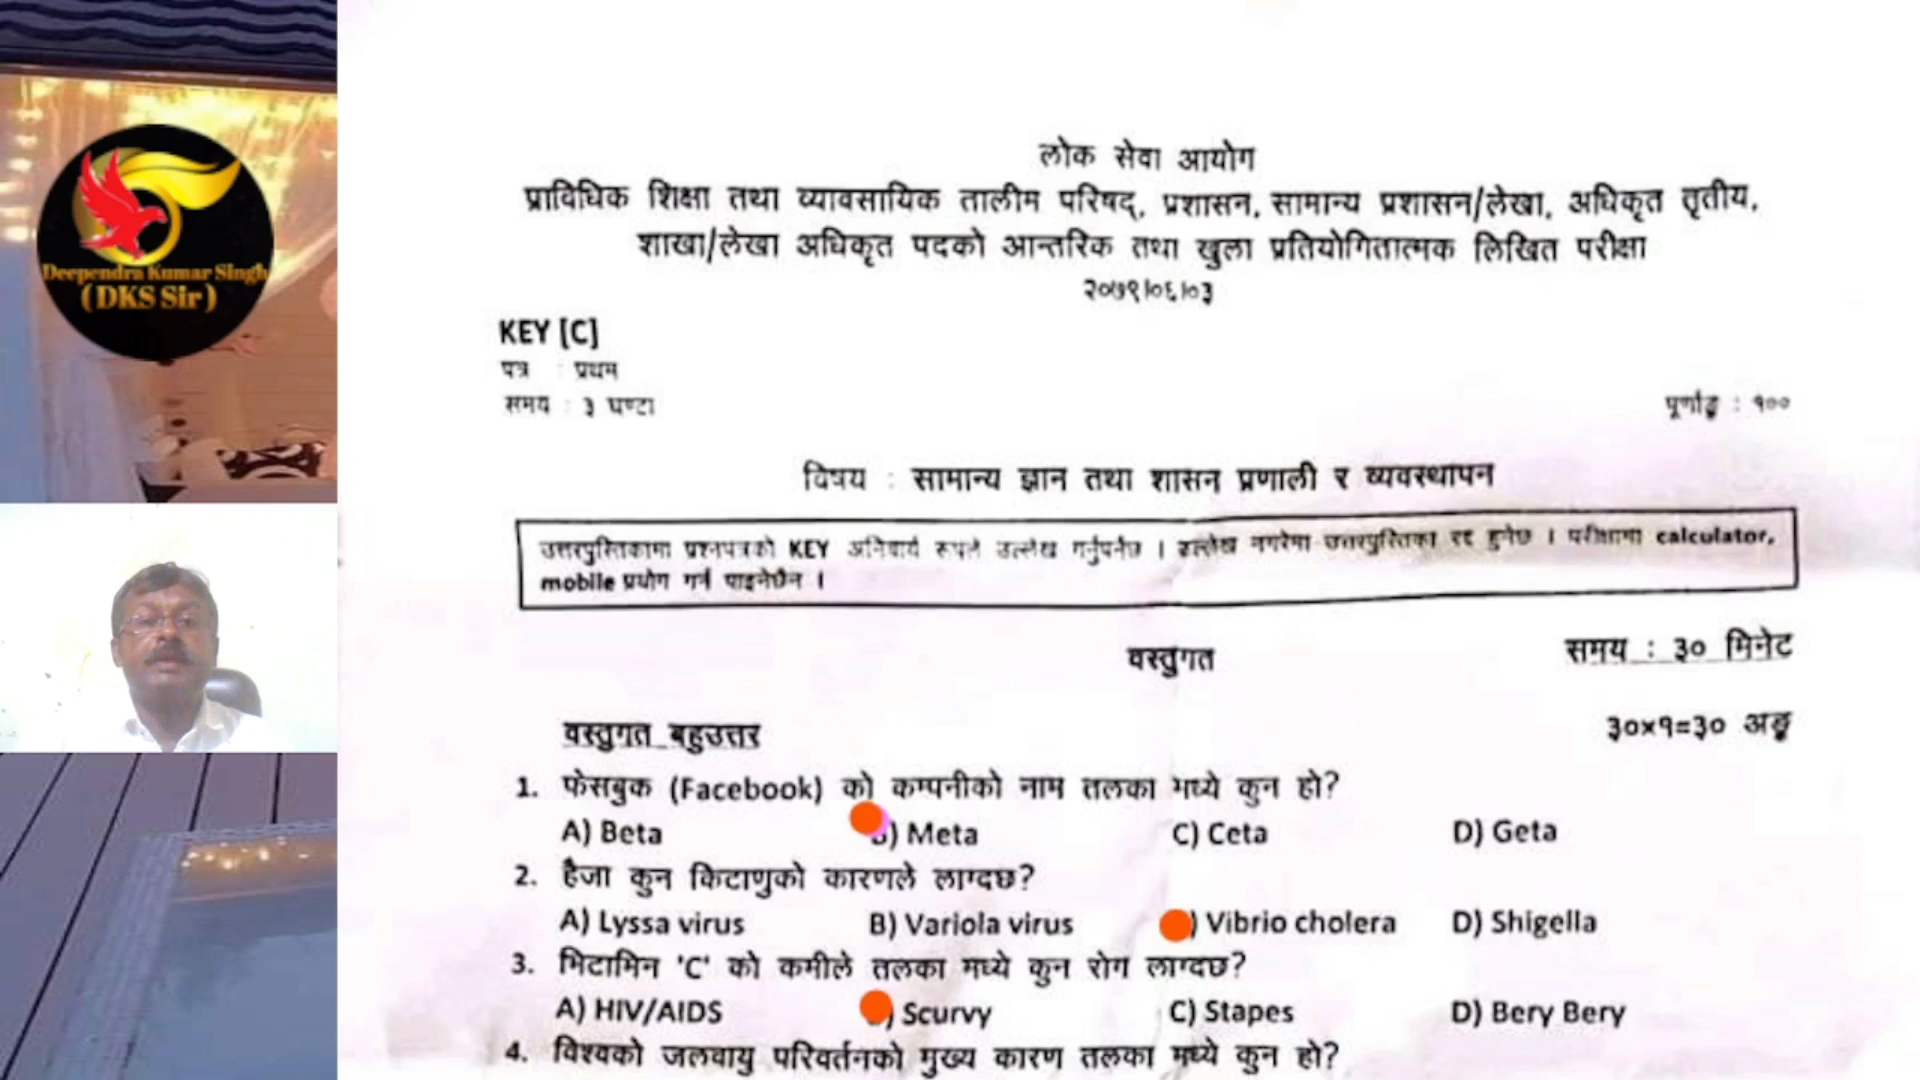 Deependra Kumar Singh
(DKS Sir)
लोक सेवा आयोग
प्राविधिक शिक्षा तथा व्यावसायिक तालीम परिषद्, प्रशासन, सामान्य प्रशासन/लेखा, अधिकृत तृतीय,
शाखा/लेखा अधिकृत पदको आन्तरिक तथा खुला प्रतियोगितात्मक लिखित परीक्षा
२०७९।०६।०३
KEY [C]
पत्र : प्रथम
समय : ३ घण्टा
पूर्णाङ्क : १००
विषय : सामान्य ज्ञान तथा शासन प्रणाली र व्यवस्थापन
उत्तरपुस्तिकामा प्रश्नपत्रको KEY अनिवार्य रूपले उल्लेख गर्नुपर्नेछ । उल्लेख नगरेमा उत्तरपुस्तिका रद्द हुनेछ । परीक्षामा calculator,
mobile प्रयोग गर्न पाइनेछैन ।
वस्तुगत
समय : ३० मिनेट
वस्तुगत बहुउत्तर
३०×१=३० अङ्क
1. फेसबुक (Facebook) को कम्पनीको नाम तलका मध्ये कुन हो?
A) Beta ) Meta C) Ceta D) Geta
2. हैजा कुन किटाणुको कारणले लाग्दछ?
A) Lyssa virus B) Variola virus ) Vibrio cholera D) Shigella
3. भिटामिन 'C' को कमीले तलका मध्ये कुन रोग लाग्दछ?
A) HIV/AIDS ) Scurvy C) Stapes D) Bery Bery
4. विश्वको जलवायु परिवर्तनको मुख्य कारण तलका मध्ये कुन हो?